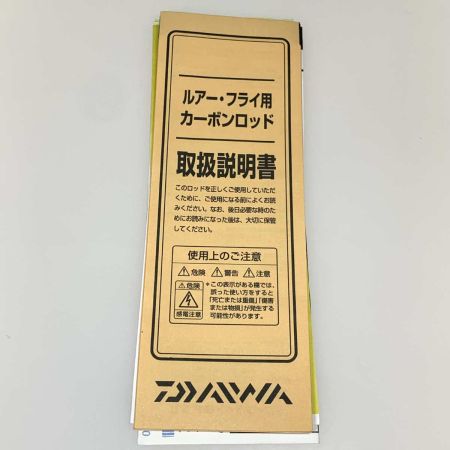 ルアー・フライ用
カーボンロッド
取扱説明書
このロッドを正しくご使用していただ
くために、ご使用になる前によくお読
みください。なお、後日必要な時のた
めにお読みになった後は、大切に保管
してください。
使用上のご注意
⚠危険 ⚠警告 ⚠注意
⚠危険
感電注意
*この表示がある欄では、
誤った使い方をすると
「死亡または重傷」「傷害
または物損」が発生する
可能性があります。
DAIWA